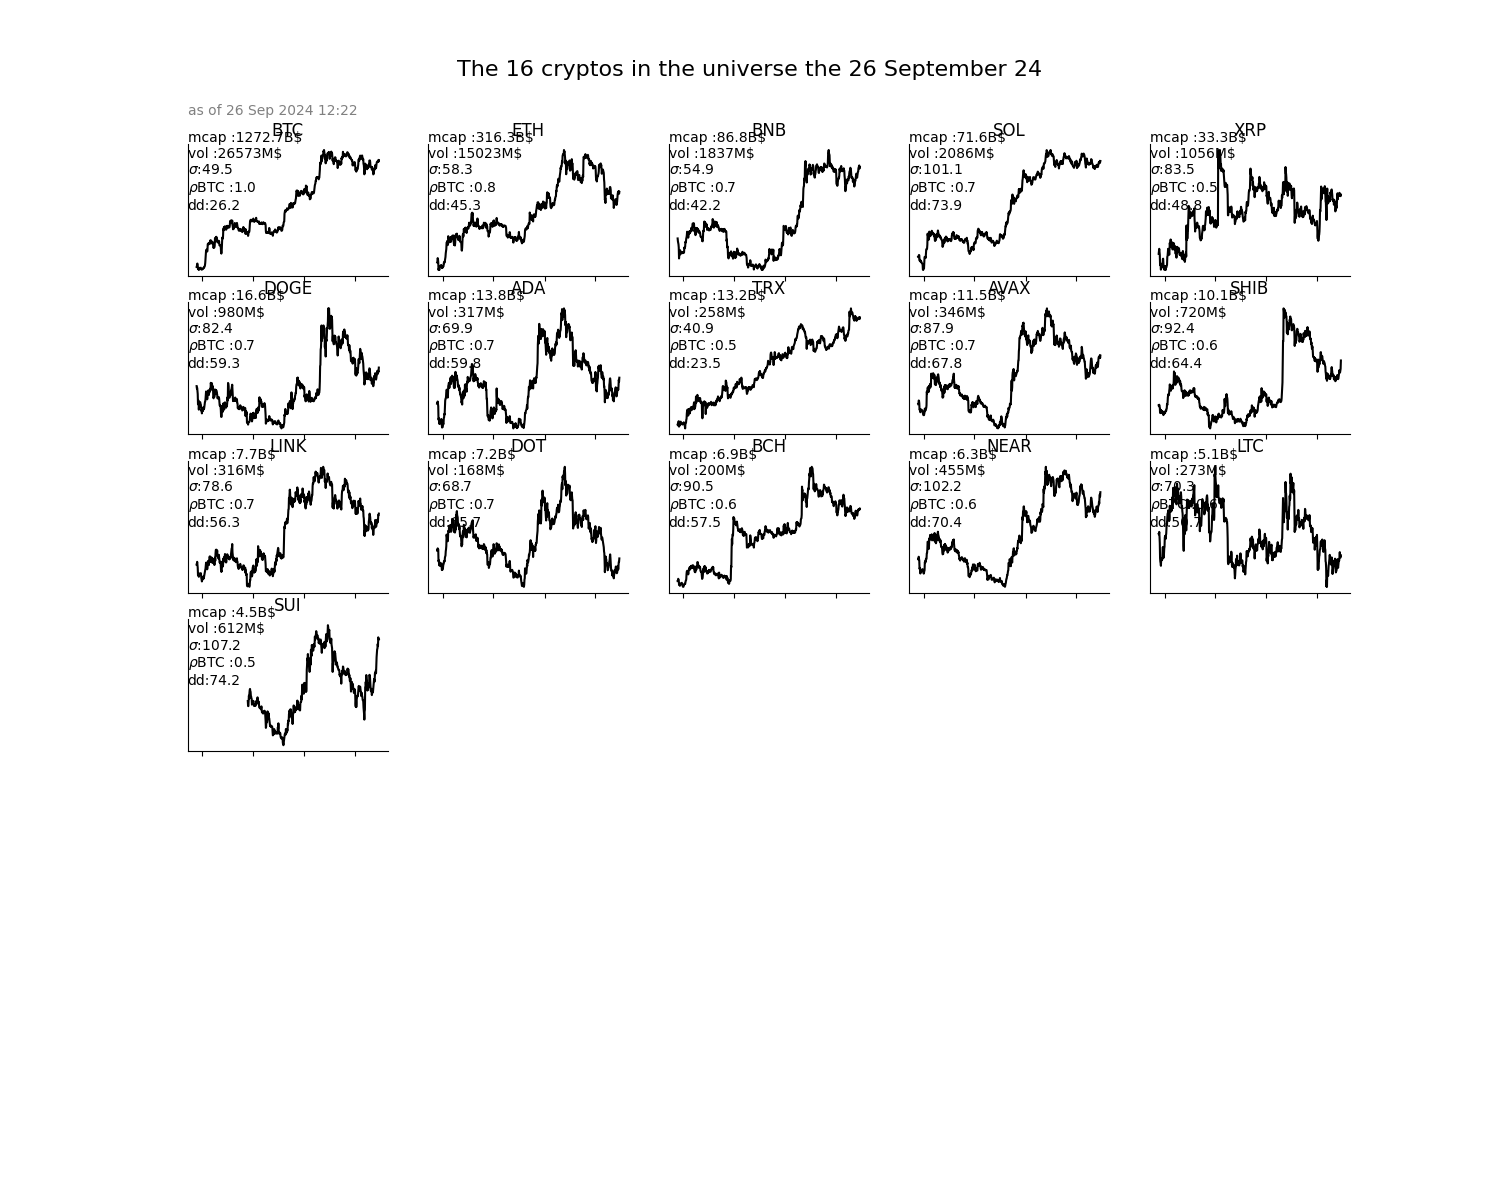 The 16 cryptos in the universe the 26 September 24
as of 26 Sep 2024 12:22
BTC
mcap :1272.7B$
vol :26573M$
σ:49.5
ρBTC :1.0
dd:26.2
ETH
mcap :316.3B$
vol :15023M$
σ:58.3
ρBTC :0.8
dd:45.3
BNB
mcap :86.8B$
vol :1837M$
σ:54.9
ρBTC :0.7
dd:42.2
SOL
mcap :71.6B$
vol :2086M$
σ:101.1
ρBTC :0.7
dd:73.9
XRP
mcap :33.3B$
vol :1056M$
σ:83.5
ρBTC :0.5
dd:48.8
DOGE
mcap :16.6B$
vol :980M$
σ:82.4
ρBTC :0.7
dd:59.3
ADA
mcap :13.8B$
vol :317M$
σ:69.9
ρBTC :0.7
dd:59.8
TRX
mcap :13.2B$
vol :258M$
σ:40.9
ρBTC :0.5
dd:23.5
AVAX
mcap :11.5B$
vol :346M$
σ:87.9
ρBTC :0.7
dd:67.8
SHIB
mcap :10.1B$
vol :720M$
σ:92.4
ρBTC :0.6
dd:64.4
LINK
mcap :7.7B$
vol :316M$
σ:78.6
ρBTC :0.7
dd:56.3
DOT
mcap :7.2B$
vol :168M$
σ:68.7
ρBTC :0.7
BCH
mcap :6.9B$
vol :200M$
σ:90.5
ρBTC :0.6
dd:57.5
NEAR
mcap :6.3B$
vol :455M$
σ:102.2
ρBTC :0.6
dd:70.4
LTC
mcap :5.1B$
vol :273M$
SUI
mcap :4.5B$
vol :612M$
σ:107.2
ρBTC :0.5
dd:74.2